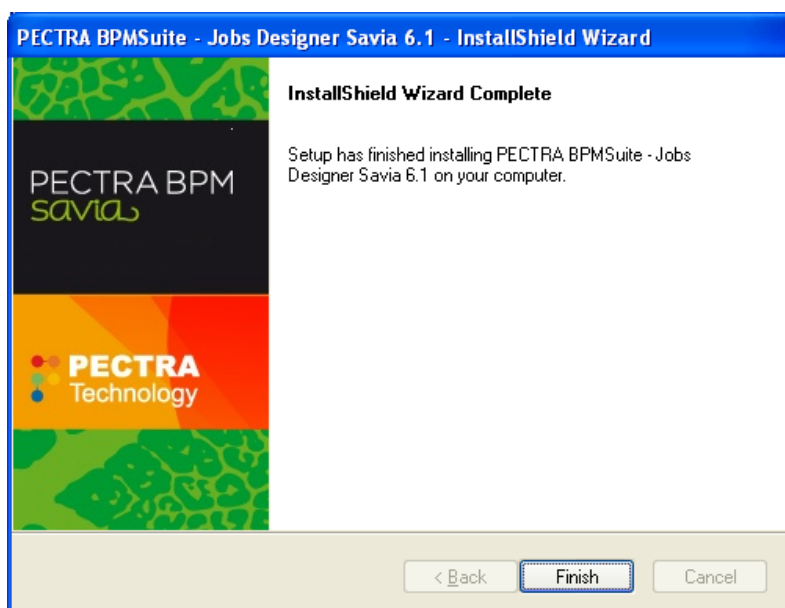 PECTRA BPMSuite - Jobs Designer Savia 6.1 - InstallShield Wizard
InstallShield Wizard Complete
Setup has finished installing PECTRA BPMSuite - Jobs
Designer Savia 6.1 on your computer.
PECTRA BPM
savia
PECTRA
Technology
< Back
Finish
Cancel